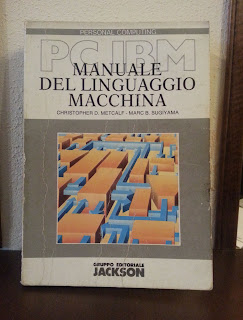 PERSONAL COMPUTING
PC IBM
MANUALE
DEL LINGUAGGIO
MACCHINA
CHRISTOPHER D. METCALF - MARC B. SUGIYAMA
GRUPPO EDITORIALE
JACKSON